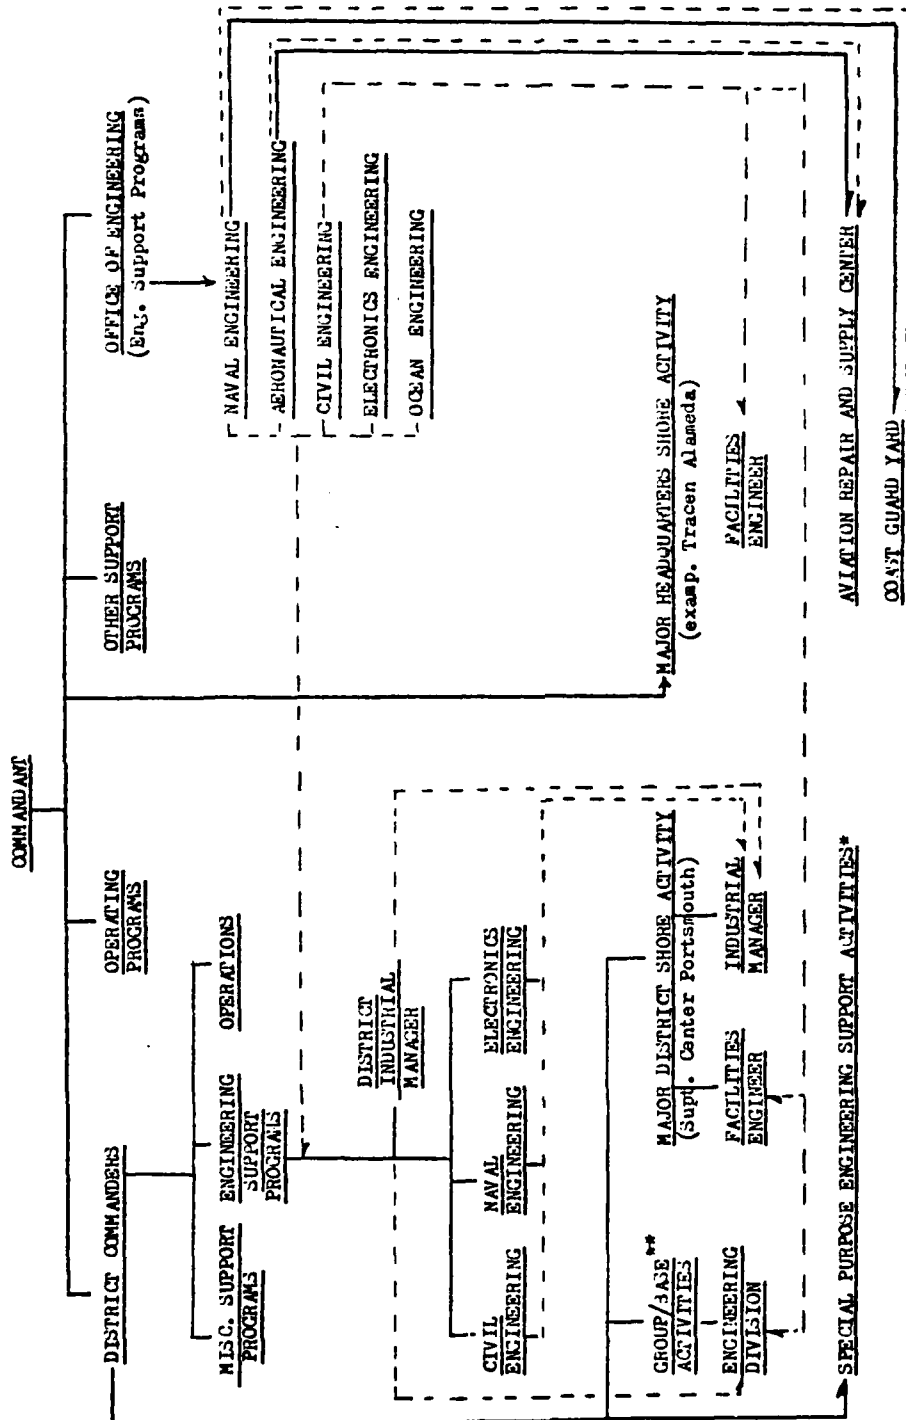 COMMANDANT
DISTRICT COMMANDERS
OPERATING
PROGRAMS
OTHER SUPPORT
PROGRAMS
OFFICE OF ENGINEERING
(Eng. Support Programs)
MISC. SUPPORT
PROGRAMS
ENGINEERING
SUPPORT
PROGRAMS
OPERATIONS
NAVAL ENGINEERING
AERONAUTICAL ENGINEERING
CIVIL ENGINEERING
ELECTRONICS ENGINEERING
OCEAN ENGINEERING
DISTRICT
INDUSTRIAL
MANAGER
CIVIL
ENGINEERING
NAVAL
ENGINEERING
ELECTRONICS
ENGINEERING
MAJOR HEADQUARTERS SHORE ACTIVITY
(examp. Tracen Alameda)
GROUP/BASE**
ACTIVITIES
ENGINEERING
DIVISION
MAJOR DISTRICT SHORE ACTIVITY
(Supt. Center Portsmouth)
FACILITIES
ENGINEER
INDUSTRIAL
MANAGER
FACILITIES
ENGINEER
SPECIAL PURPOSE ENGINEERING SUPPORT ACTIVITIES*
AVIATION REPAIR AND SUPPLY CENTER
COAST GUARD YARD